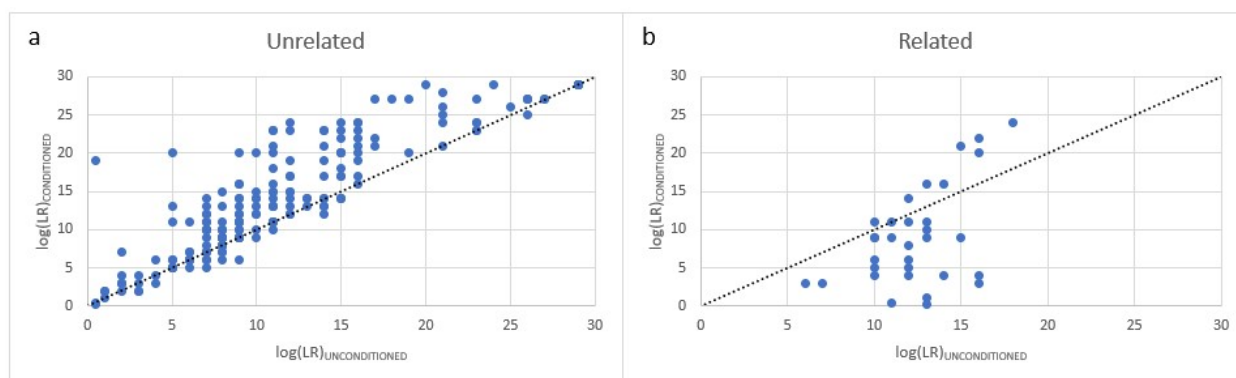 a
Unrelated
30
25
20
15
10
5
0
log(LR)CONDITIONED
0 5 10 15 20 25 30
log(LR)UNCONDITIONED
b
Related
30
25
20
15
10
5
0
log(LR)CONDITIONED
0 5 10 15 20 25 30
log(LR)UNCONDITIONED